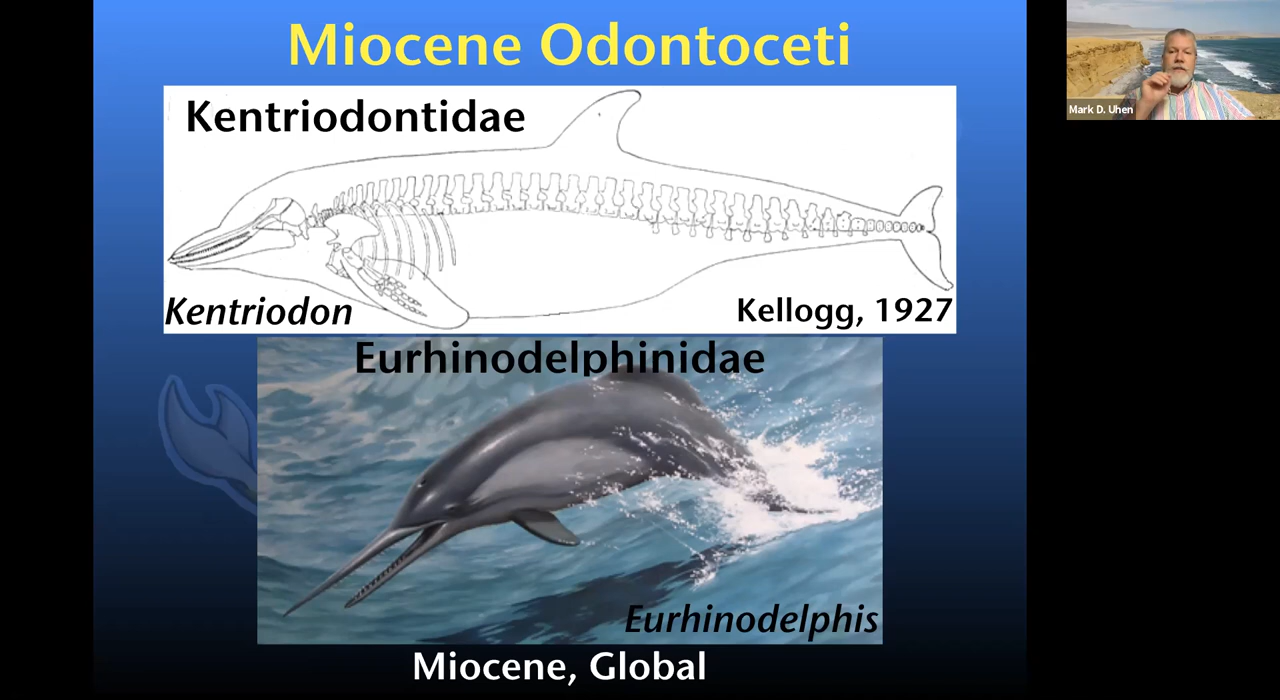 Miocene Odontoceti
Kentriodontidae
Kentriodon
Kellogg, 1927
Eurhinodelphinidae
Eurhinodelphis
Miocene, Global
Mark D. Uhen